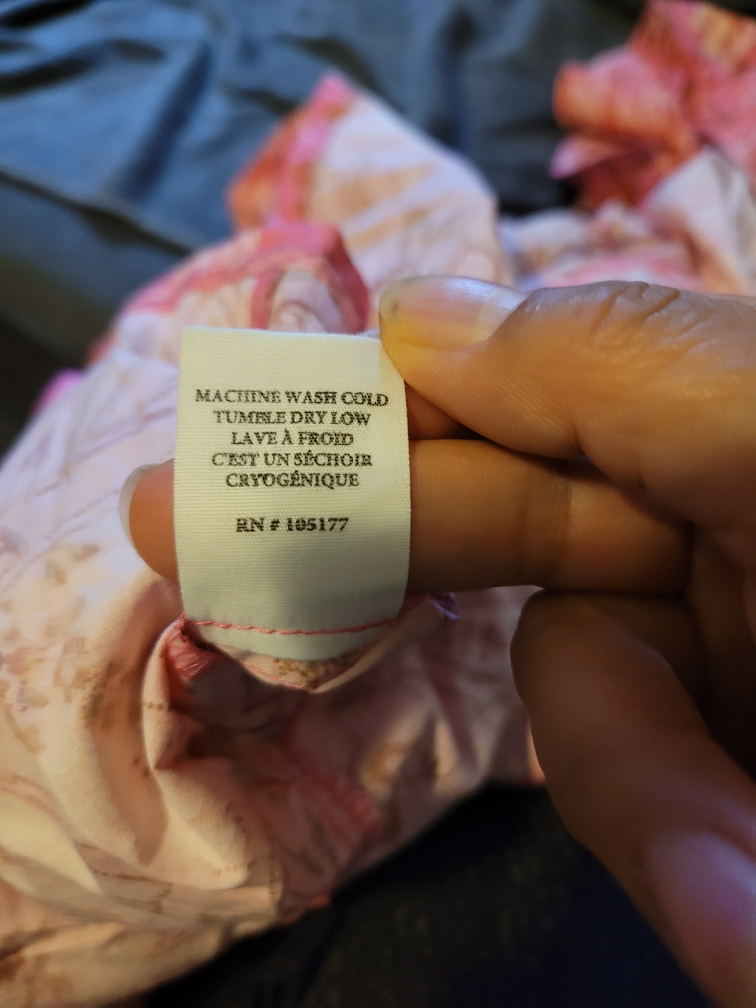 MACHINE WASH COLD
TUMBLE DRY LOW
LAVE À FROID
C'EST UN SÉCHOIR
CRYOGÉNIQUE
RN # 105177